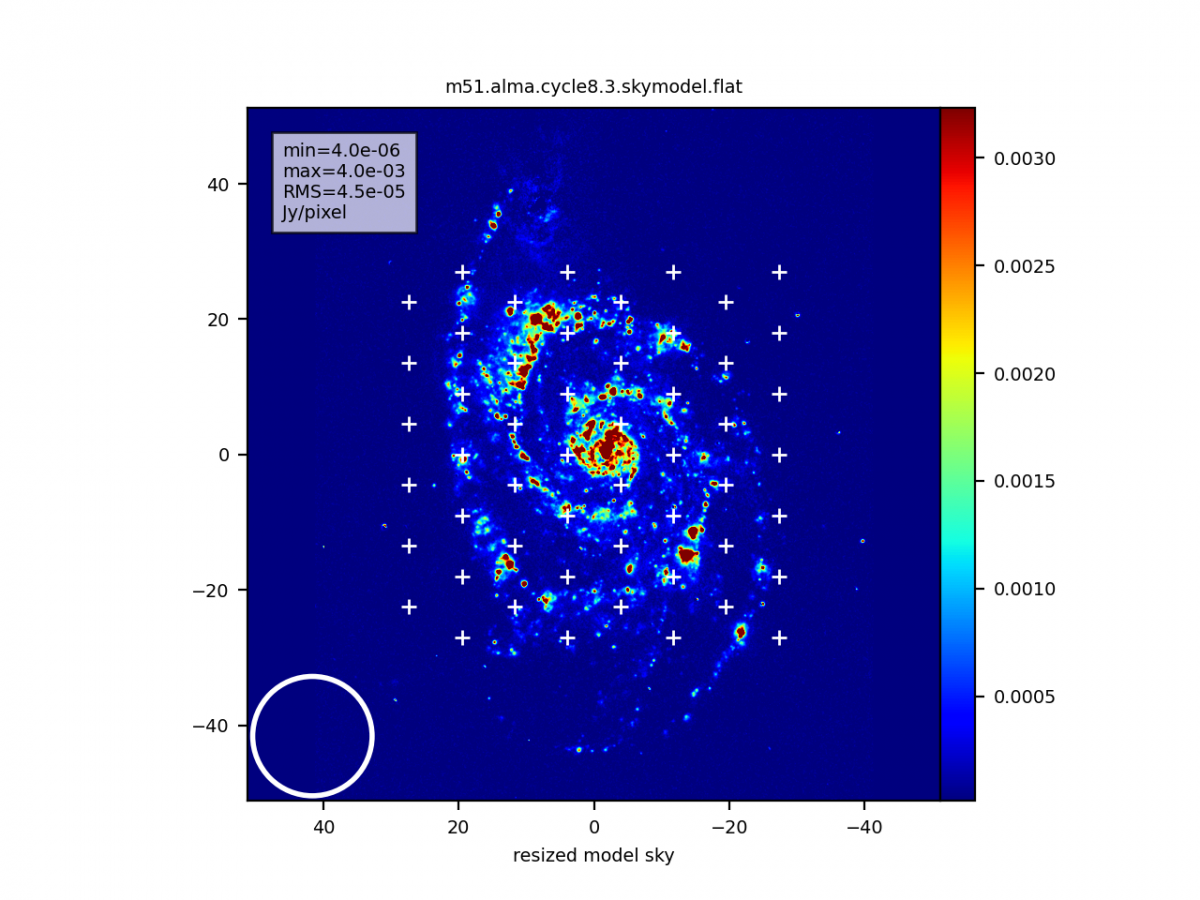 m51.alma.cycle8.3.skymodel.flat
min=4.0e-06
max=4.0e-03
RMS=4.5e-05
Jy/pixel
40
20
0
−20
−40
40 20 0 −20 −40
resized model sky
0.0030
0.0025
0.0020
0.0015
0.0010
0.0005